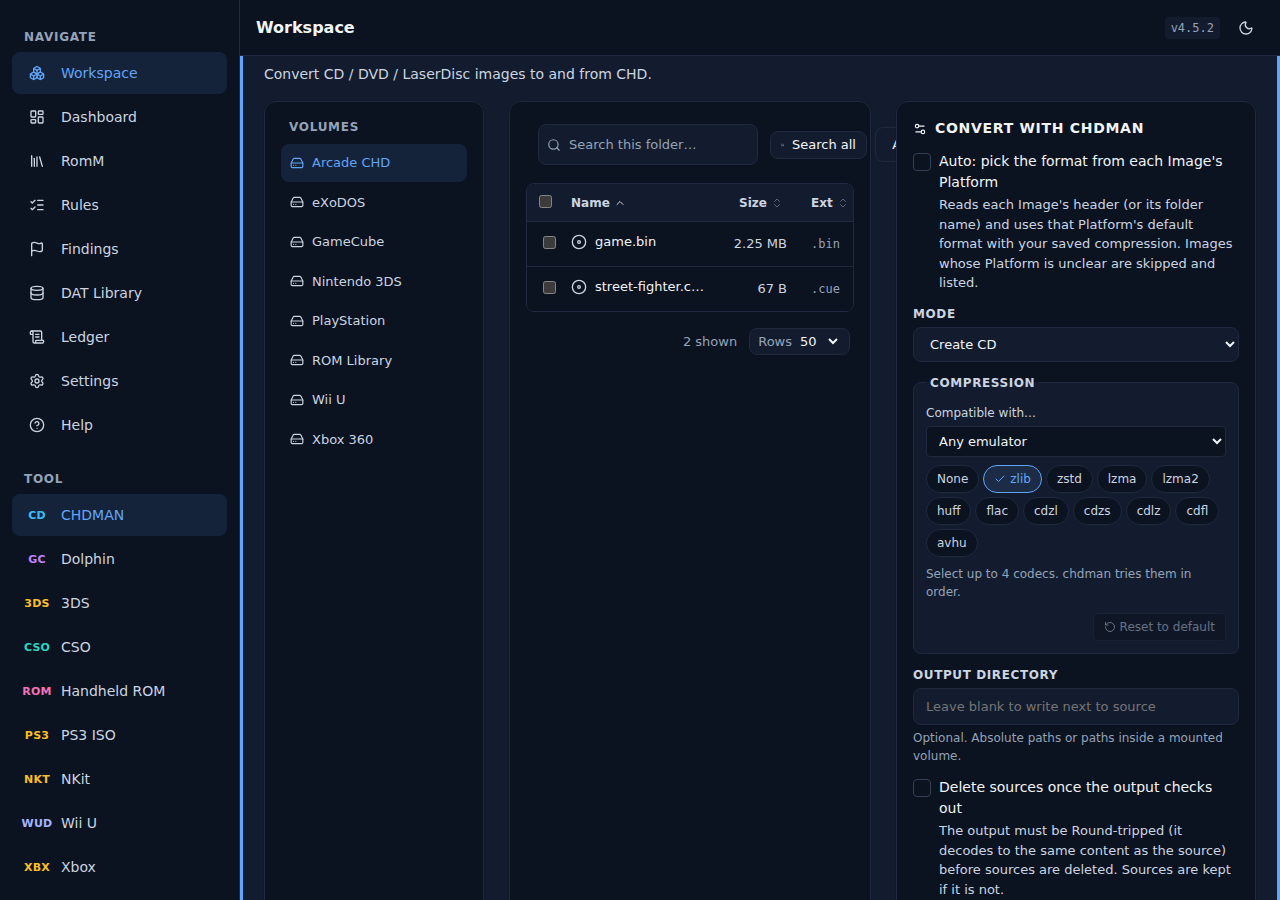 NAVIGATE
Workspace
Dashboard
RomM
Rules
Findings
DAT Library
Ledger
Settings
Help
TOOL
CD CHDMAN
GC Dolphin
3DS 3DS
CSO CSO
ROM Handheld ROM
PS3 PS3 ISO
NKT NKit
WUD Wii U
XBX Xbox
Workspace
v4.5.2
Convert CD / DVD / LaserDisc images to and from CHD.
VOLUMES
Arcade CHD
eXoDOS
GameCube
Nintendo 3DS
PlayStation
ROM Library
Wii U
Xbox 360
Search this folder…
Search all
Name Size Ext
game.bin 2.25 MB .bin
street-fighter.c… 67 B .cue
2 shown Rows 50
CONVERT WITH CHDMAN
Auto: pick the format from each Image's
Platform
Reads each Image's header (or its folder
name) and uses that Platform's default
format with your saved compression. Images
whose Platform is unclear are skipped and
listed.
MODE
Create CD
COMPRESSION
Compatible with…
Any emulator
None zlib zstd lzma lzma2
huff flac cdzl cdzs cdlz cdfl
avhu
Select up to 4 codecs. chdman tries them in
order.
Reset to default
OUTPUT DIRECTORY
Leave blank to write next to source
Optional. Absolute paths or paths inside a mounted
volume.
Delete sources once the output checks
out
The output must be Round-tripped (it
decodes to the same content as the source)
before sources are deleted. Sources are kept
if it is not.